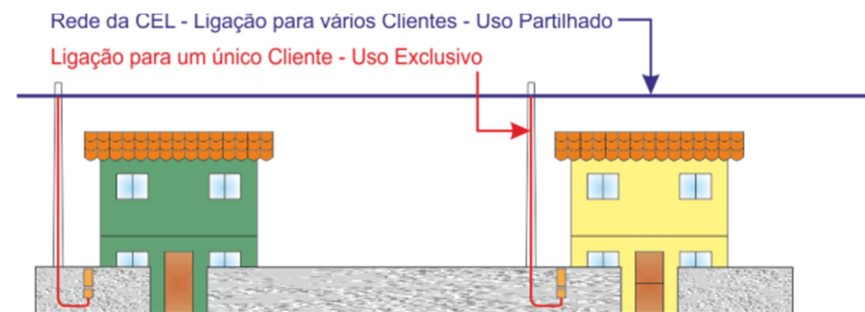 Rede da CEL - Ligação para vários Clientes - Uso Partilhado
Ligação para um único Cliente - Uso Exclusivo